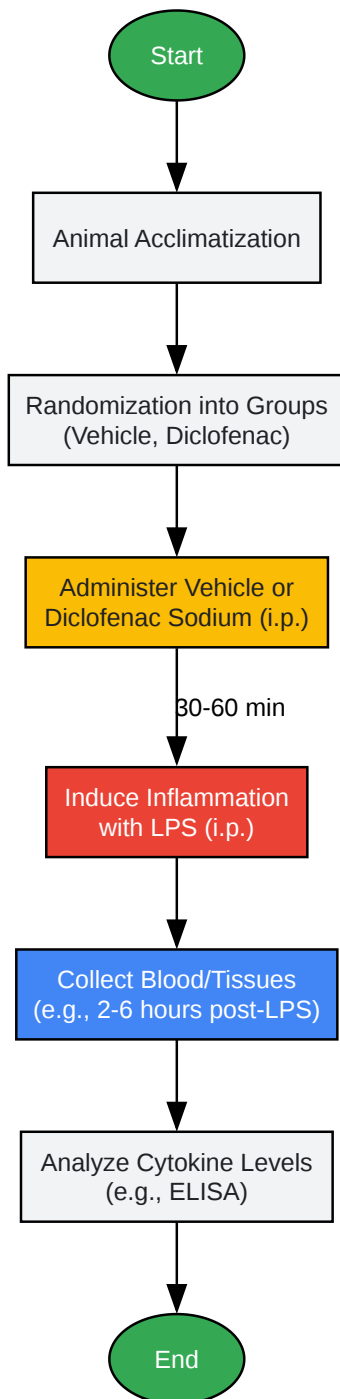 Start
Animal Acclimatization
Randomization into Groups
(Vehicle, Diclofenac)
Administer Vehicle or
Diclofenac Sodium (i.p.)
30-60 min
Induce Inflammation
with LPS (i.p.)
Collect Blood/Tissues
(e.g., 2-6 hours post-LPS)
Analyze Cytokine Levels
(e.g., ELISA)
End